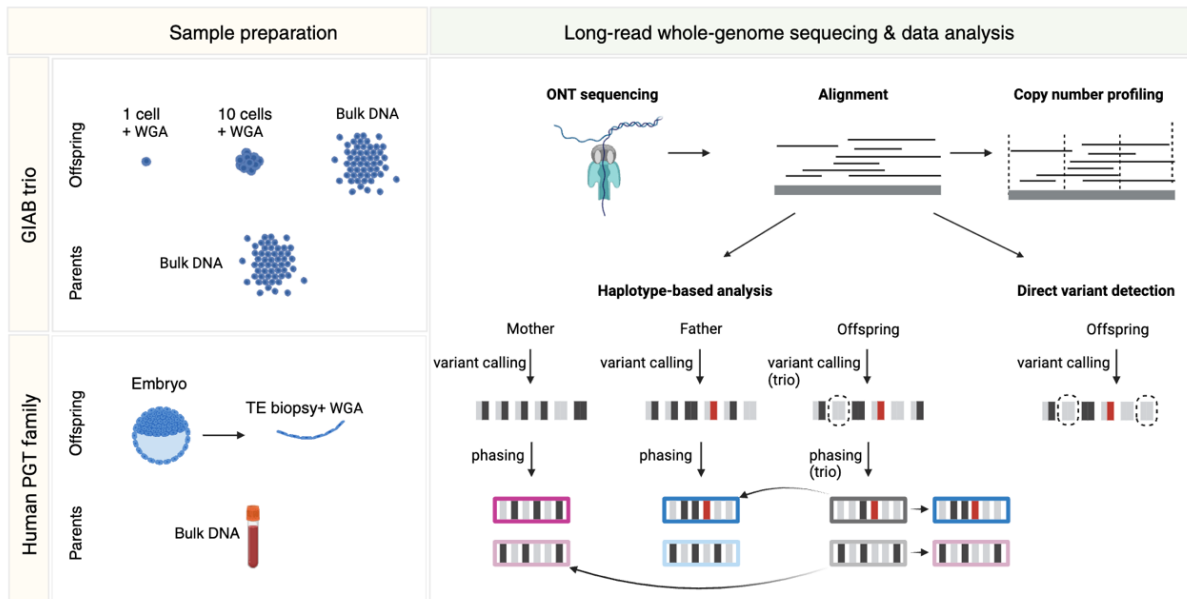 Sample preparation
Long-read whole-genome sequecing & data analysis
GIAB trio
Offspring
1 cell
+ WGA
10 cells
+ WGA
Bulk DNA
Parents
Bulk DNA
Human PGT family
Offspring
Embryo
TE biopsy+ WGA
Parents
Bulk DNA
ONT sequencing
Alignment
Copy number profiling
Haplotype-based analysis
Direct variant detection
Mother
Father
Offspring
Offspring
variant calling
variant calling
variant calling
(trio)
variant calling
phasing
phasing
phasing
(trio)